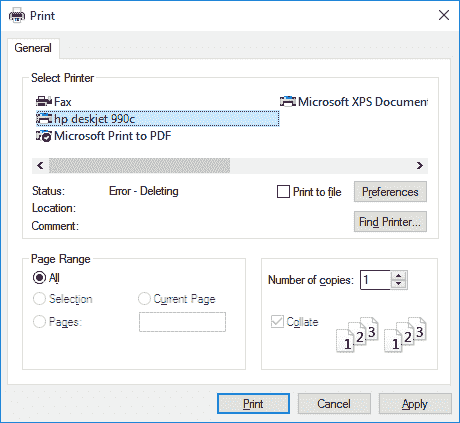 Print
General
Select Printer
Fax
Microsoft XPS Document
hp deskjet 990c
Microsoft Print to PDF
Status: Error - Deleting
Print to file
Preferences
Location:
Comment:
Find Printer...
Page Range
All
Selection
Current Page
Pages:
Number of copies: 1
Collate
1 2 3 1 2 3
Print
Cancel
Apply